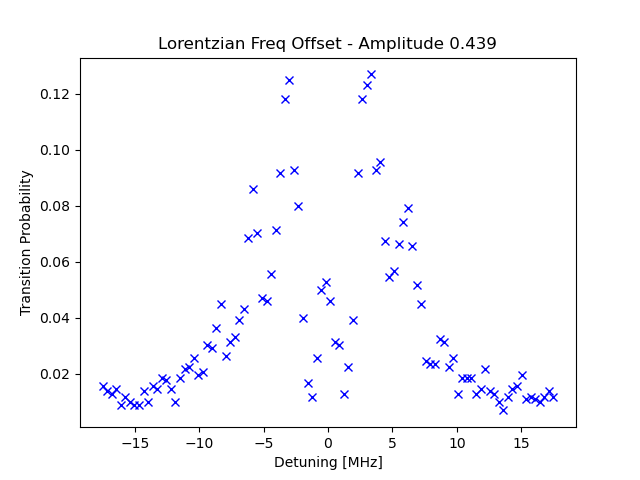 Lorentzian Freq Offset - Amplitude 0.439
Transition Probability
0.12
0.10
0.08
0.06
0.04
0.02
−15 −10 −5 0 5 10 15
Detuning [MHz]